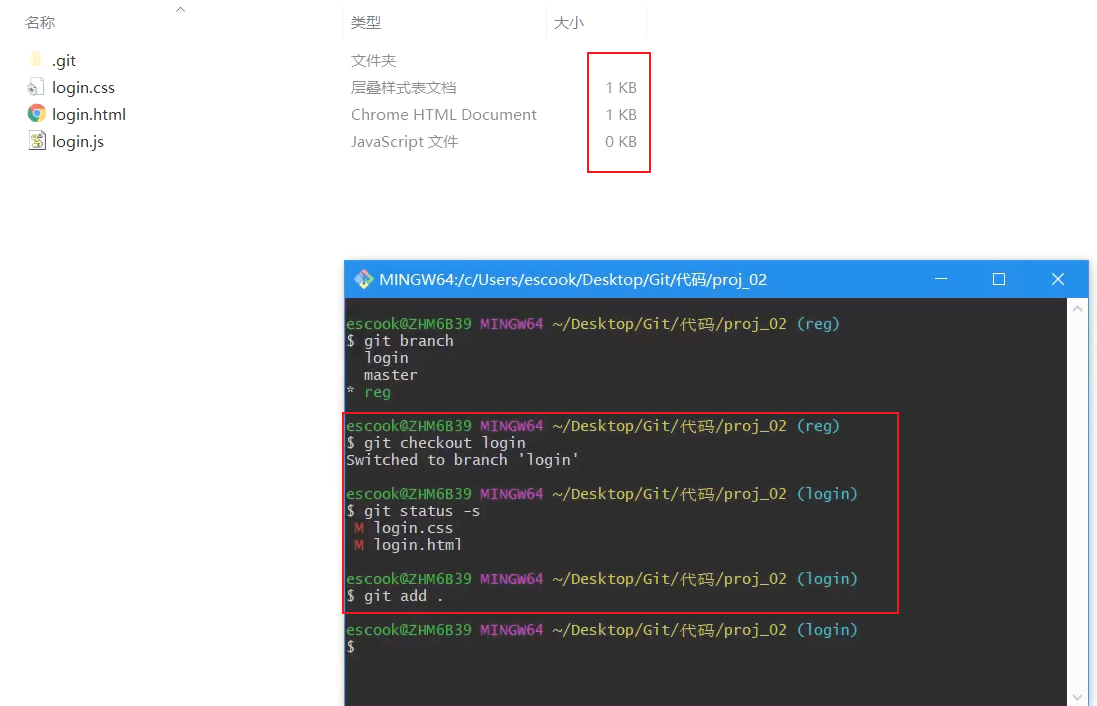 名称 类型 大小
.git 文件夹
login.css 层叠样式表文档 1 KB
login.html Chrome HTML Document 1 KB
login.js JavaScript 文件 0 KB
MINGW64:/c/Users/escook/Desktop/Git/代码/proj_02
escook@ZHM6B39 MINGW64 ~/Desktop/Git/代码/proj_02 (reg)
$ git branch
login
master
* reg
escook@ZHM6B39 MINGW64 ~/Desktop/Git/代码/proj_02 (reg)
$ git checkout login
Switched to branch 'login'
escook@ZHM6B39 MINGW64 ~/Desktop/Git/代码/proj_02 (login)
$ git status -s
M login.css
M login.html
escook@ZHM6B39 MINGW64 ~/Desktop/Git/代码/proj_02 (login)
$ git add .
escook@ZHM6B39 MINGW64 ~/Desktop/Git/代码/proj_02 (login)
$